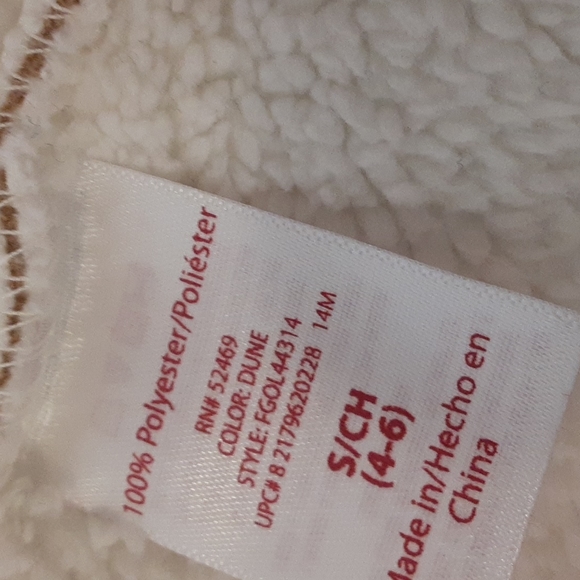 100% Polyester/Poliéster
RN# 52469
COLOR: DUNE
STYLE: FGOL44314
UPC# 8 2179620228 14M
S/CH
(4-6)
Made in/Hecho en
China